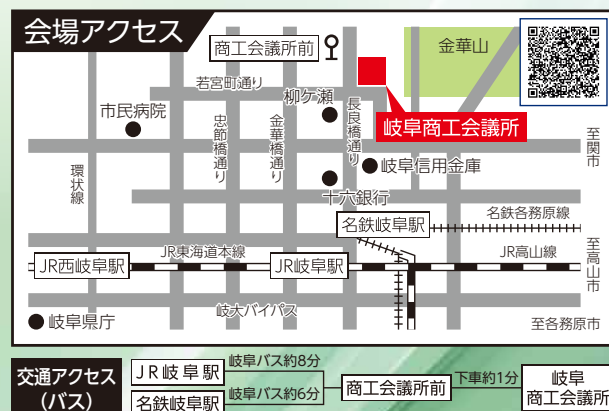 会場アクセス
商工会議所前
金華山
若宮町通り
柳ケ瀬
市民病院
岐阜商工会議所
忠節橋通り
金華橋通り
長良橋通り
至関市
岐阜信用金庫
環状線
十六銀行
名鉄岐阜駅
名鉄各務原線
JR東海道本線
JR高山線
至高山市
JR西岐阜駅
JR岐阜駅
岐大バイパス
岐阜県庁
至各務原市
交通アクセス
(バス)
JR岐阜駅
岐阜バス約8分
名鉄岐阜駅
岐阜バス約6分
商工会議所前
下車約1分
岐阜
商工会議所